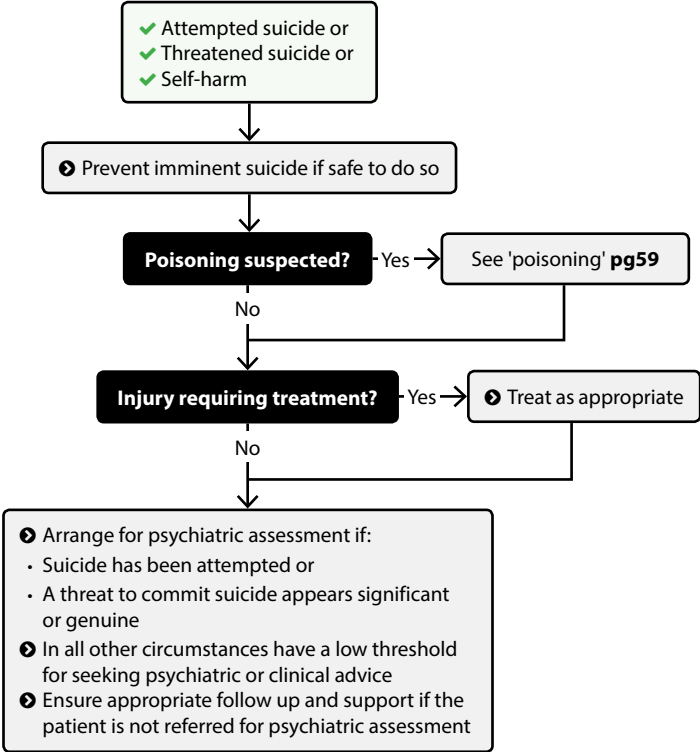 Attempted suicide or
Threatened suicide or
Self-harm
Prevent imminent suicide if safe to do so
Poisoning suspected?
Yes
See 'poisoning' pg59
No
Injury requiring treatment?
Yes
Treat as appropriate
No
Arrange for psychiatric assessment if:
· Suicide has been attempted or
· A threat to commit suicide appears significant
or genuine
In all other circumstances have a low threshold
for seeking psychiatric or clinical advice
Ensure appropriate follow up and support if the
patient is not referred for psychiatric assessment